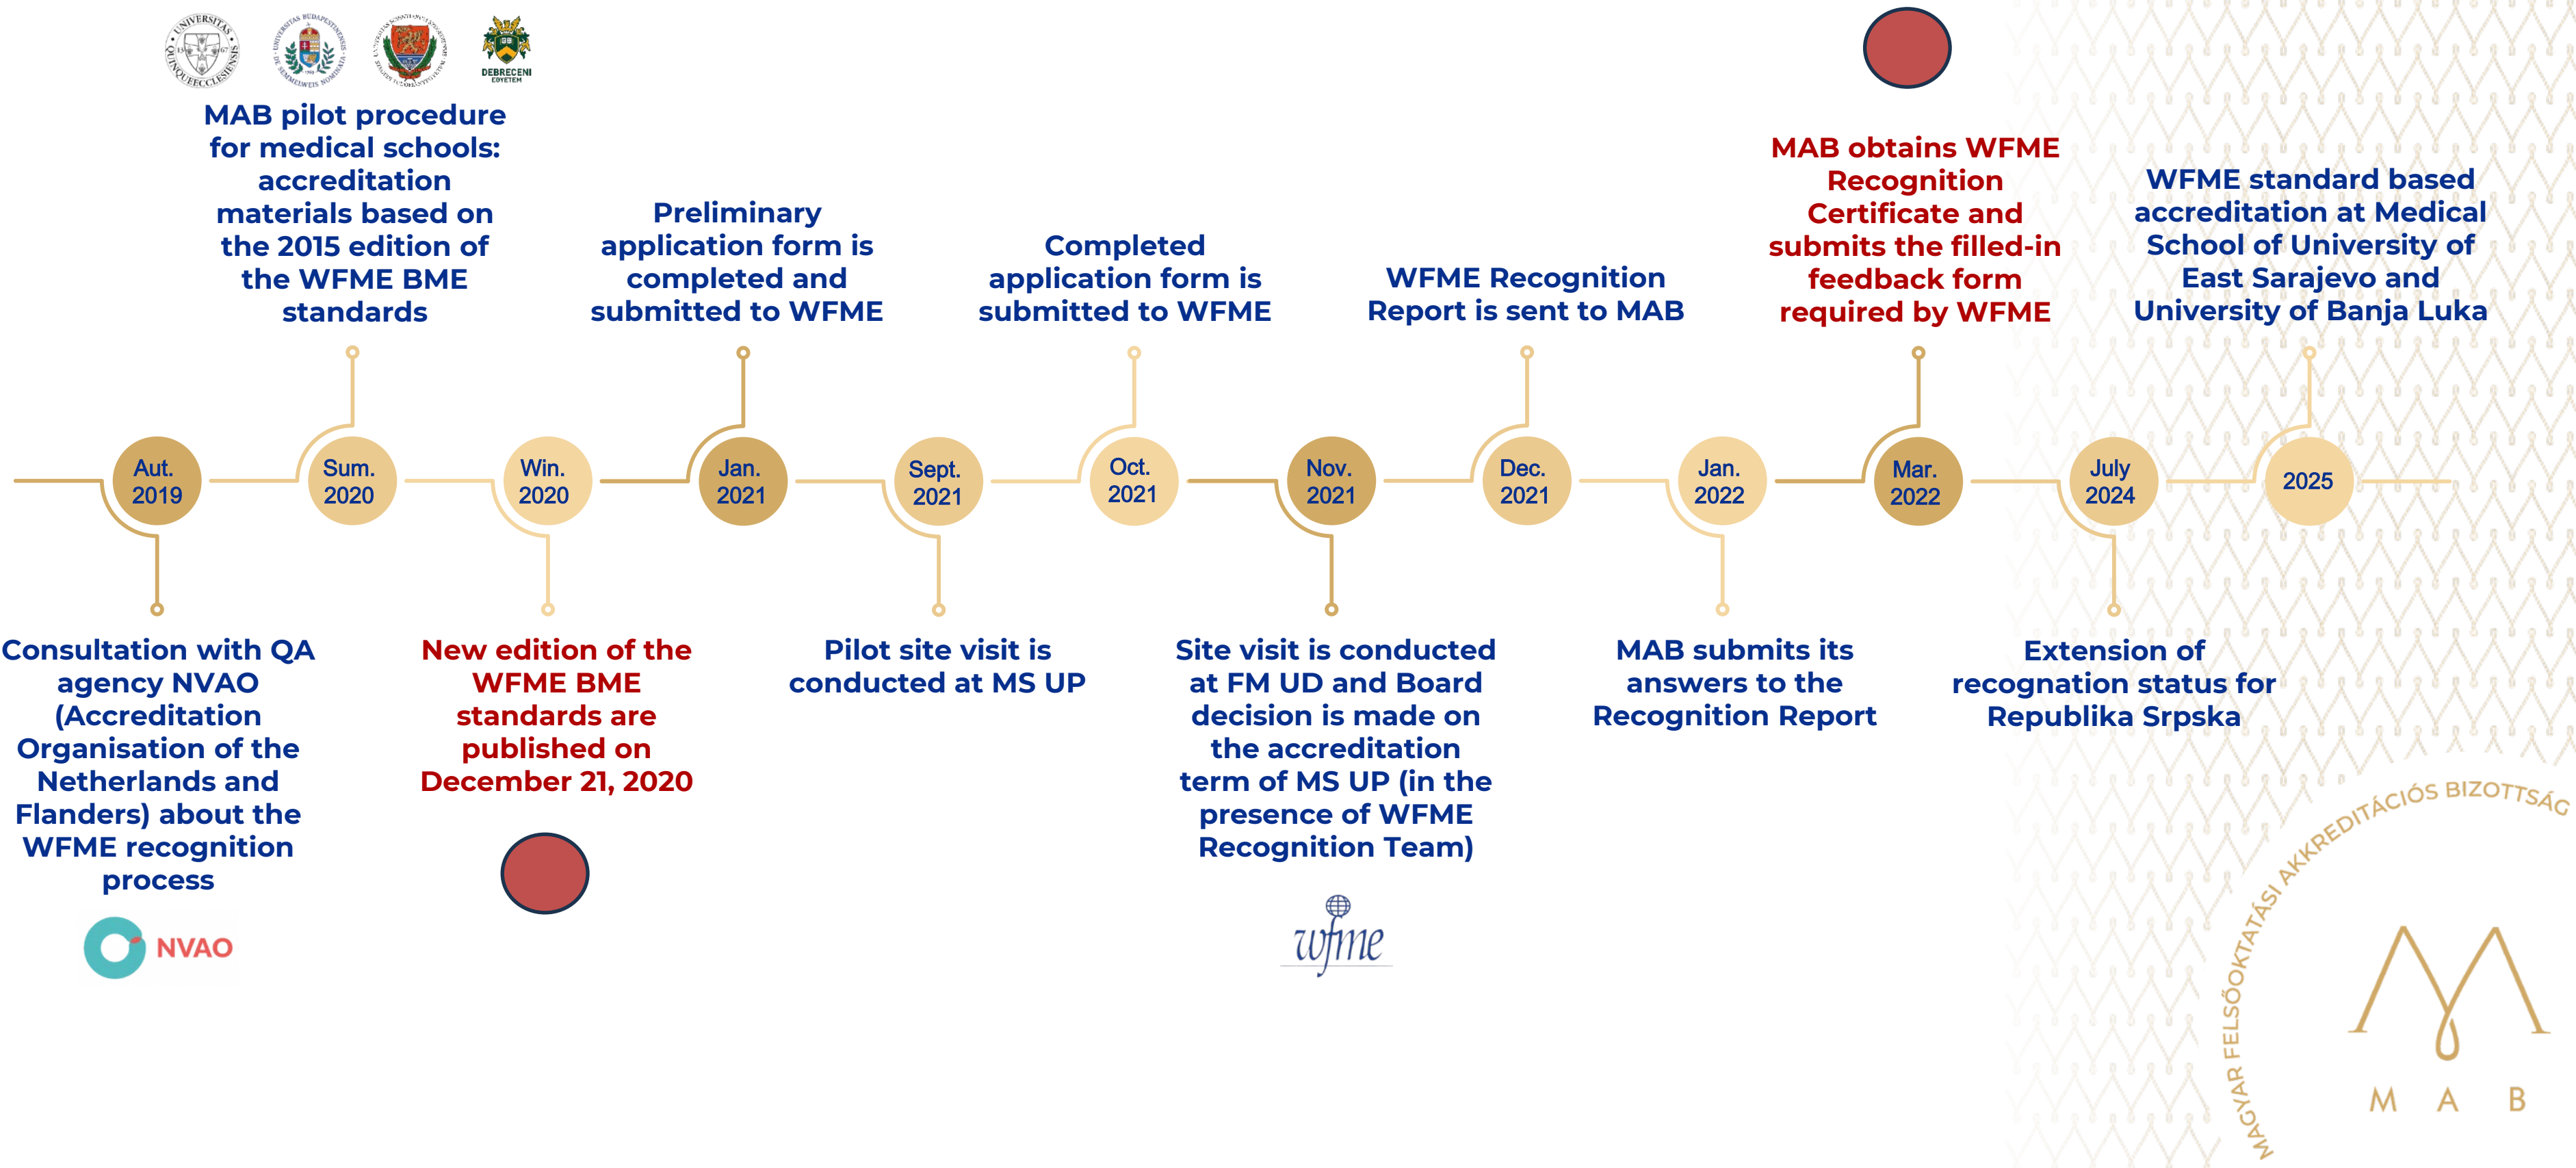 UNIVERSITAS QUINQUEECCLESIENSIS
UNIVERSITAS BUDAPESTINENSIS DE SEMMELWEIS NOMINATA
DEBRECENI
EGYETEM
MAB pilot procedure
for medical schools:
accreditation
materials based on
the 2015 edition of
the WFME BME
standards
Preliminary
application form is
completed and
submitted to WFME
Completed
application form is
submitted to WFME
WFME Recognition
Report is sent to MAB
MAB obtains WFME
Recognition
Certificate and
submits the filled-in
feedback form
required by WFME
WFME standard based
accreditation at Medical
School of University of
East Sarajevo and
University of Banja Luka
Aut.
2019
Sum.
2020
Win.
2020
Jan.
2021
Sept.
2021
Oct.
2021
Nov.
2021
Dec.
2021
Jan.
2022
Mar.
2022
July
2024
2025
Consultation with QA
agency NVAO
(Accreditation
Organisation of the
Netherlands and
Flanders) about the
WFME recognition
process
NVAO
New edition of the
WFME BME
standards are
published on
December 21, 2020
Pilot site visit is
conducted at MS UP
Site visit is conducted
at FM UD and Board
decision is made on
the accreditation
term of MS UP (in the
presence of WFME
Recognition Team)
wfme
MAB submits its
answers to the
Recognition Report
Extension of
recognation status for
Republika Srpska
MAGYAR FELSŐOKTATÁSI AKKREDITÁCIÓS BIZOTTSÁG
M A B